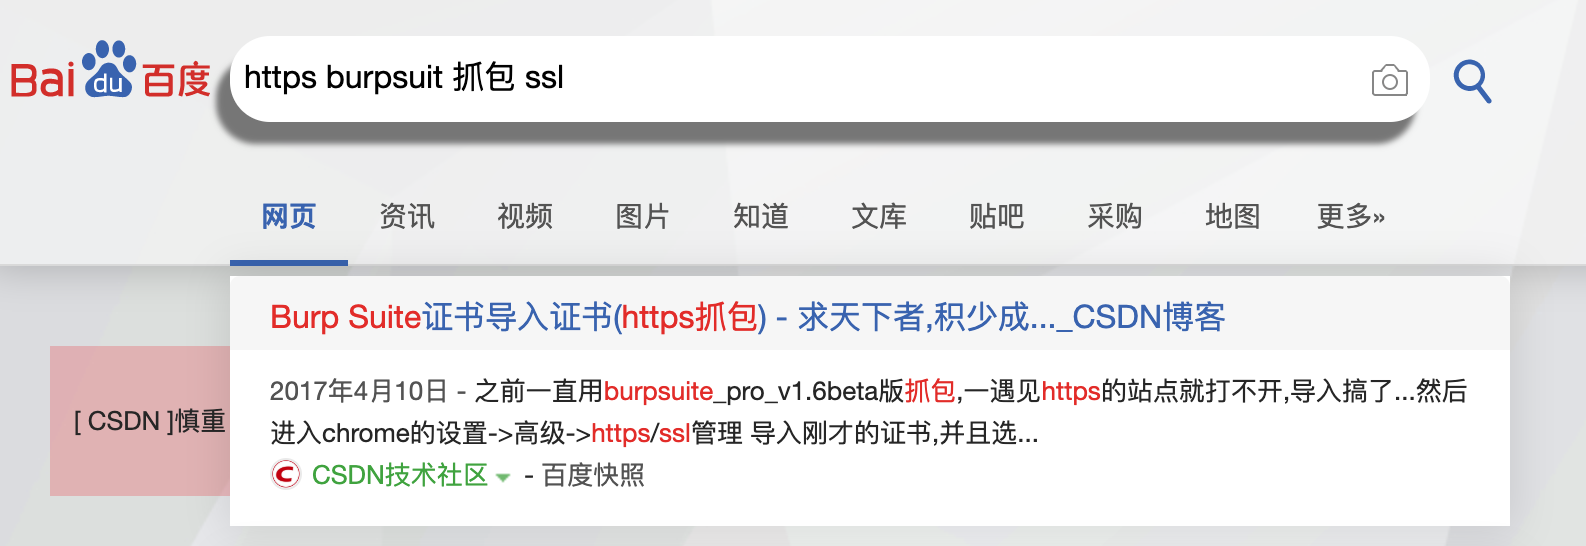 Bai du 百度
https burpsuit 抓包 ssl
网页 资讯 视频 图片 知道 文库 贴吧 采购 地图 更多»
Burp Suite证书导入证书(https抓包) - 求天下者,积少成..._CSDN博客
2017年4月10日 - 之前一直用burpsuite_pro_v1.6beta版抓包,一遇见https的站点就打不开,导入搞了...然后
[ CSDN ]慎重
进入chrome的设置->高级->https/ssl管理 导入刚才的证书,并且选...
C CSDN技术社区 - 百度快照